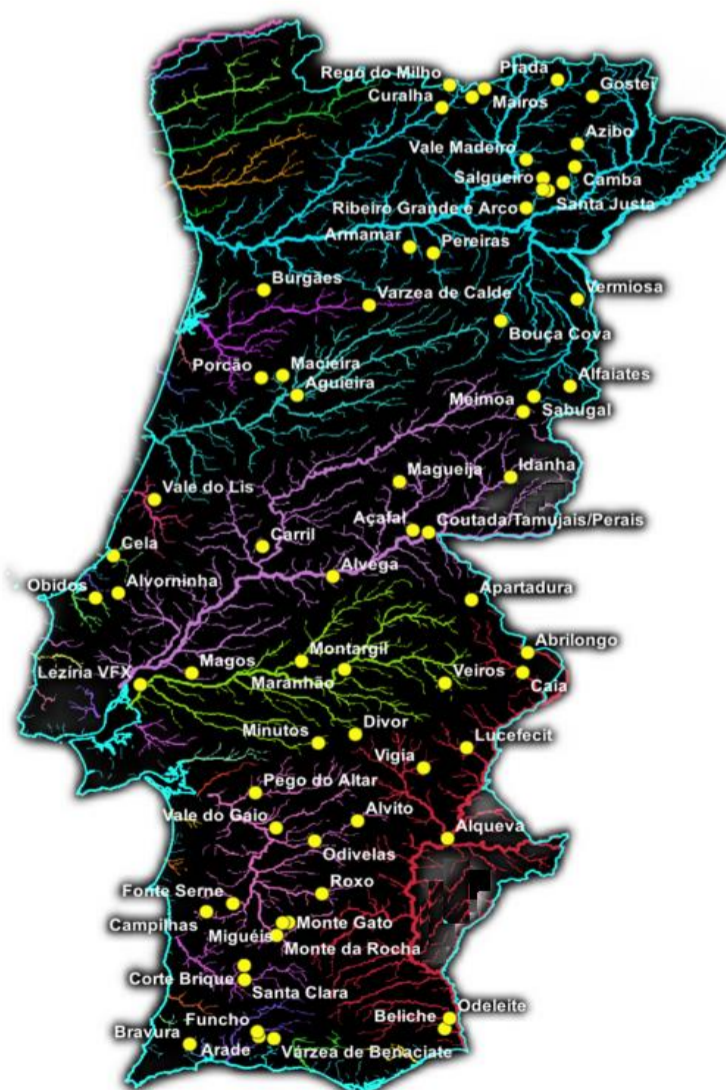 Prada
Rego do Milho
Gostei
Curalha
Mairos
Azibo
Vale Madeiro
Salgueiro
Camba
Santa Justa
Ribeiro Grande e Arco
Armamar
Pereiras
Burgães
Varzea de Calde
Vermiosa
Bouça Cova
Porcão
Macieira
Aguieira
Alfaiates
Meimoa
Sabugal
Magueija
Idanha
Vale do Lis
Açafal
Coutada/Tamujais/Perais
Cela
Carril
Alvega
Obidos
Alvorninha
Apartadura
Montargil
Abrilongo
Lezíria VFX
Magos
Maranhão
Veiros
Caia
Minutos
Divor
Lucefecit
Vigia
Pego do Altar
Vale do Gaio
Alvito
Alqueva
Odivelas
Roxo
Fonte Serne
Campilhas
Monte Gato
Miguéis
Monte da Rocha
Corte Brique
Santa Clara
Odeleite
Beliche
Funcho
Bravura
Arade
Várzea de Benaciate